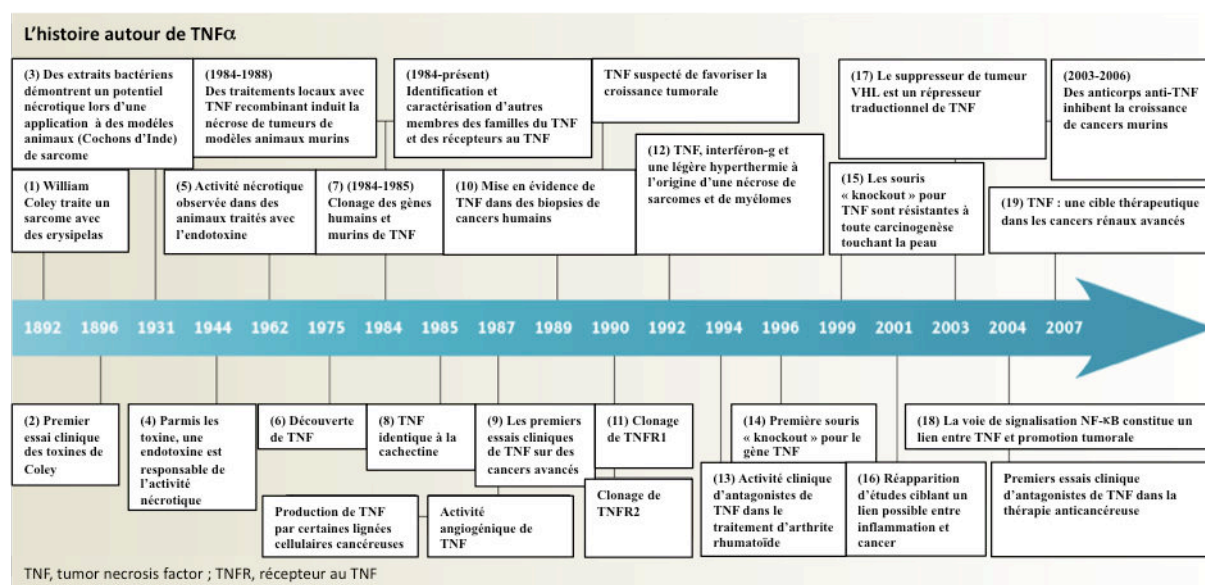 L'histoire autour de TNFα
(3) Des extraits bactériens
démontrent un potentiel
nécrotique lors d'une
application à des modèles
animaux (Cochons d'Inde)
de sarcome
(1984-1988)
Des traitements locaux avec
TNF recombinant induit la
nécrose de tumeurs de
modèles animaux murins
(1984-présent)
Identification et
caractérisation d'autres
membres des familles du TNF
et des récepteurs au TNF
TNF suspecté de favoriser la
croissance tumorale
(17) Le suppresseur de tumeur
VHL est un répresseur
traductionnel de TNF
(2003-2006)
Des anticorps anti-TNF
inhibent la croissance
de cancers murins
(1) William
Coley traite un
sarcome avec
des erysipelas
(5) Activité nécrotique
observée dans des
animaux traités avec
l'endotoxine
(7) (1984-1985)
Clonage des gènes
humains et
murins de TNF
(10) Mise en évidence de
TNF dans des biopsies de
cancers humains
(12) TNF, interféron-g et
une légère hyperthermie à
l'origine d'une nécrose de
sarcomes et de myélomes
(15) Les souris
« knockout » pour
TNF sont résistantes à
toute carcinogenèse
touchant la peau
(19) TNF : une cible thérapeutique
dans les cancers rénaux avancés
1892 1896 1931 1944 1962 1975 1984 1985 1987 1989 1990 1992 1994 1996 1999 2001 2003 2004 2007
(2) Premier
essai clinique
des toxines de
Coley
(4) Parmis les
toxine, une
endotoxine est
responsable de
l'activité
nécrotique
(6) Découverte
de TNF
(8) TNF
identique à la
cachectine
(9) Les premiers
essais cliniques
de TNF sur des
cancers avancés
(11) Clonage
de TNFR1
(14) Première souris
« knockout » pour le
gène TNF
(18) La voie de signalisation NF-κB constitue un
lien entre TNF et promotion tumorale
Production de TNF
par certaines lignées
cellulaires cancéreuses
Activité
angiogénique de
TNF
Clonage de
TNFR2
(13) Activité clinique
d'antagonistes de
TNF dans le
traitement d'arthrite
rhumatoïde
(16) Réapparition
d'études ciblant un
lien possible entre
inflammation et
cancer
Premiers essais clinique
d'antagonistes de TNF dans la
thérapie anticancéreuse
TNF, tumor necrosis factor ; TNFR, récepteur au TNF